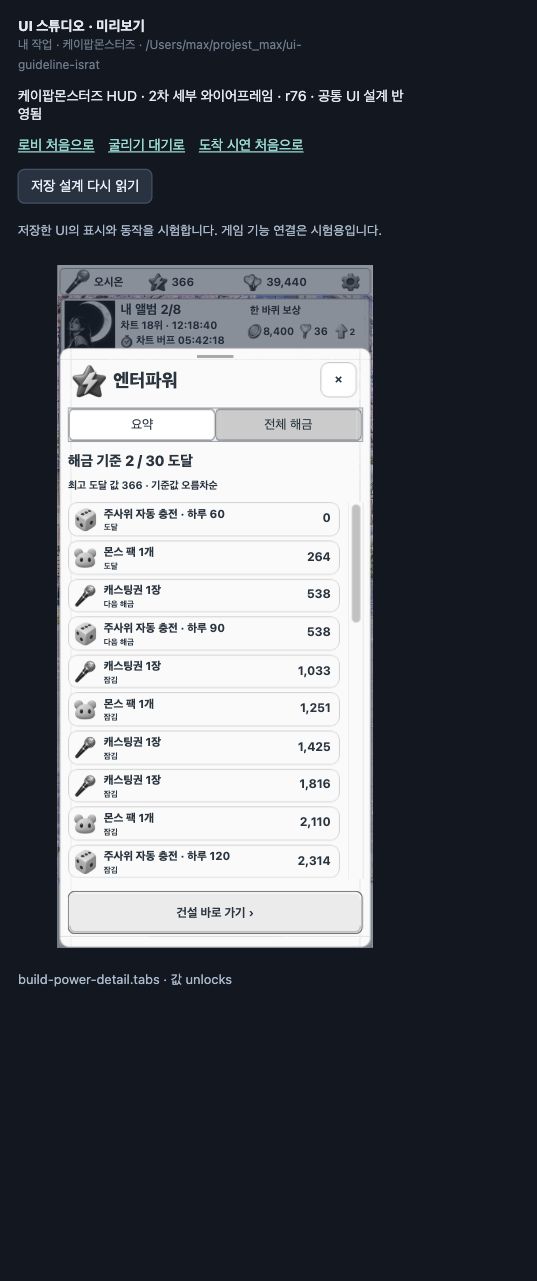 UI 스튜디오 · 미리보기
내 작업 · 케이팝몬스터즈 · /Users/max/projest_max/ui-
guideline-israt
케이팝몬스터즈 HUD · 2차 세부 와이어프레임 · r76 · 공통 UI 설계 반
영됨
로비 처음으로 굴리기 대기로 도착 시연 처음으로
저장 설계 다시 읽기
저장한 UI의 표시와 동작을 시험합니다. 게임 기능 연결은 시험용입니다.
오시온 366 39,440
내 앨범 2/8 한 바퀴 보상
차트 18위 · 12:18:40
8,400 36 2
차트 버프 05:42:18
엔터파워 ×
요약 전체 해금
해금 기준 2 / 30 도달
최고 도달 값 366 · 기준값 오름차순
주사위 자동 충전 · 하루 60 0
도달
몬스 팩 1개 264
도달
캐스팅권 1장 538
다음 해금
주사위 자동 충전 · 하루 90 538
다음 해금
캐스팅권 1장 1,033
잠김
몬스 팩 1개 1,251
잠김
캐스팅권 1장 1,425
잠김
캐스팅권 1장 1,816
잠김
몬스 팩 1개 2,110
잠김
주사위 자동 충전 · 하루 120 2,314
잠김
건설 바로 가기 ›
build-power-detail.tabs · 값 unlocks